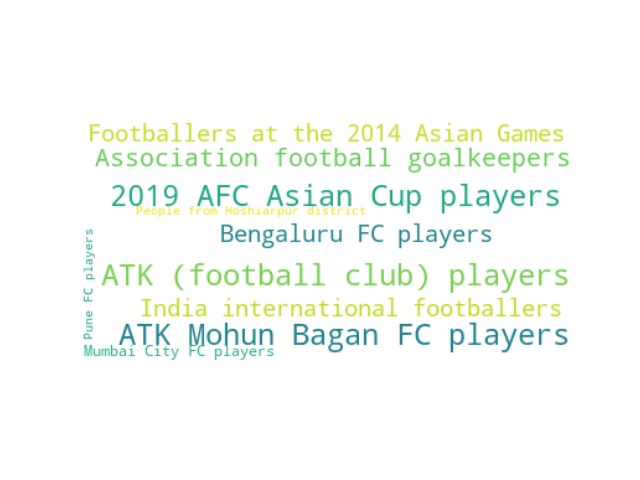 Footballers at the 2014 Asian Games
Association football goalkeepers
2019 AFC Asian Cup players
People from Hoshiarpur district
Bengaluru FC players
Pune FC players
ATK (football club) players
India international footballers
ATK Mohun Bagan FC players
Mumbai City FC players